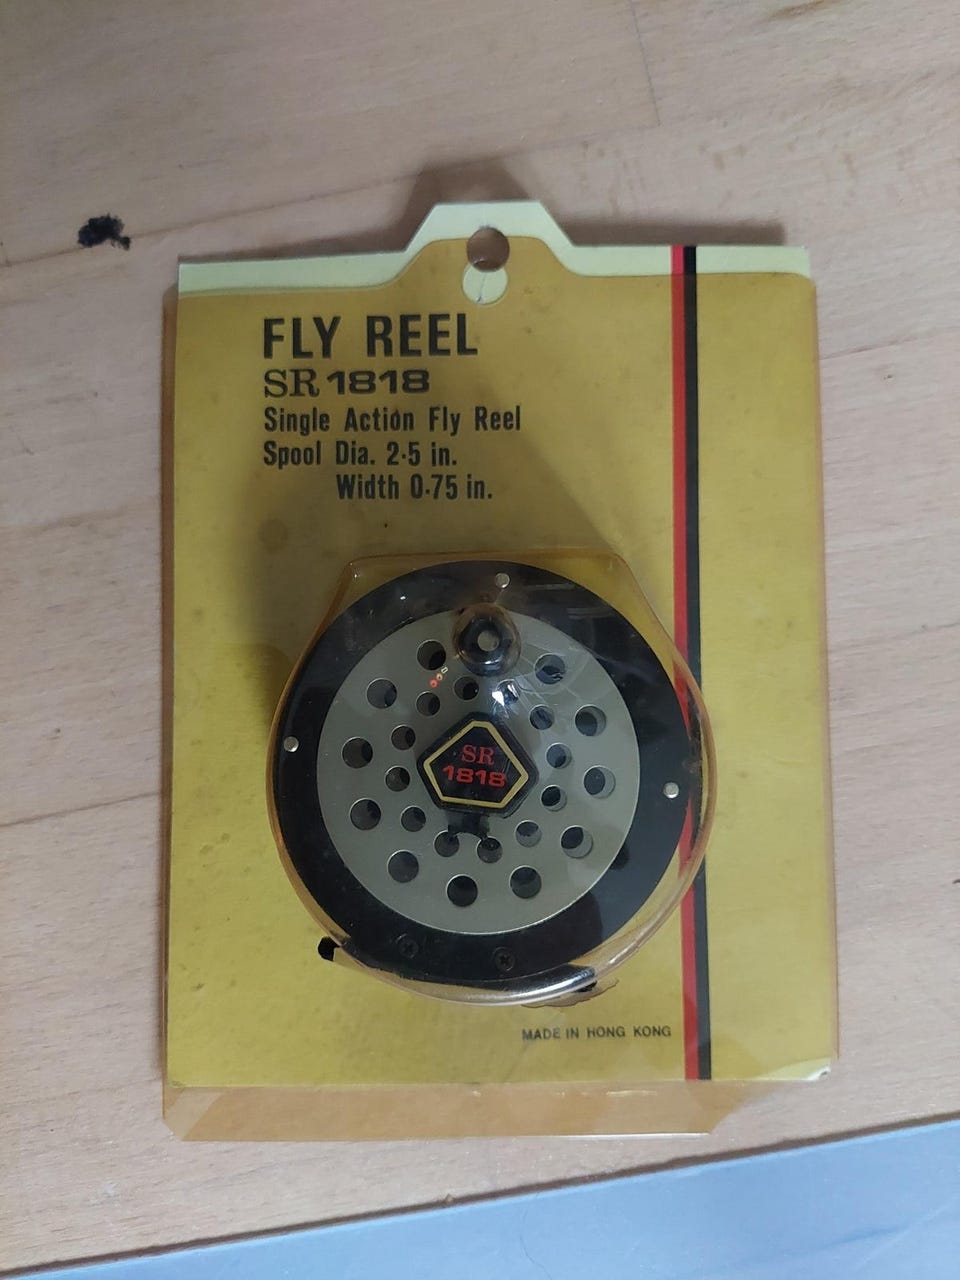 FLY REEL
SR 1818
Single Action Fly Reel
Spool Dia. 2·5 in.
Width 0·75 in.
SR
1818
MADE IN HONG KONG